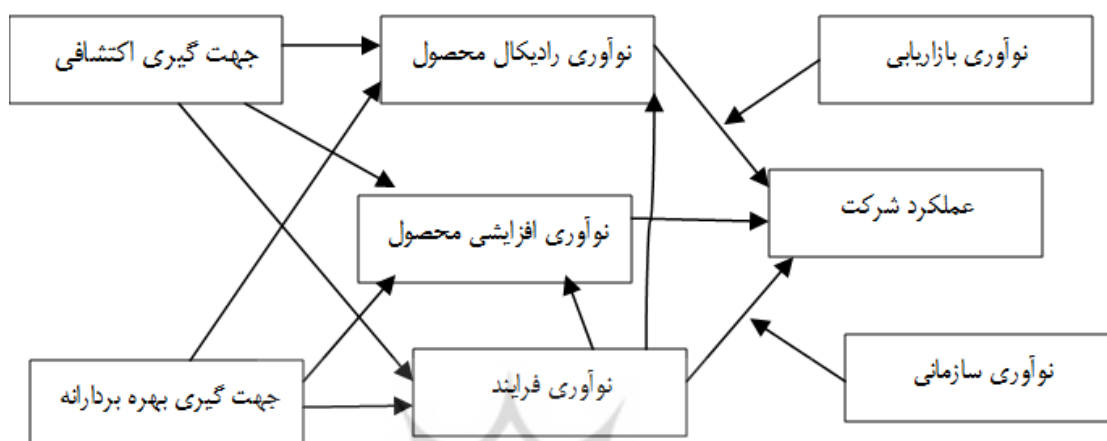 جهت گیری اکتشافی
نوآوری رادیکال محصول
نوآوری بازاریابی
عملکرد شرکت
نوآوری افزایشی محصول
جهت گیری بهره بردارانه
نوآوری فرایند
نوآوری سازمانی